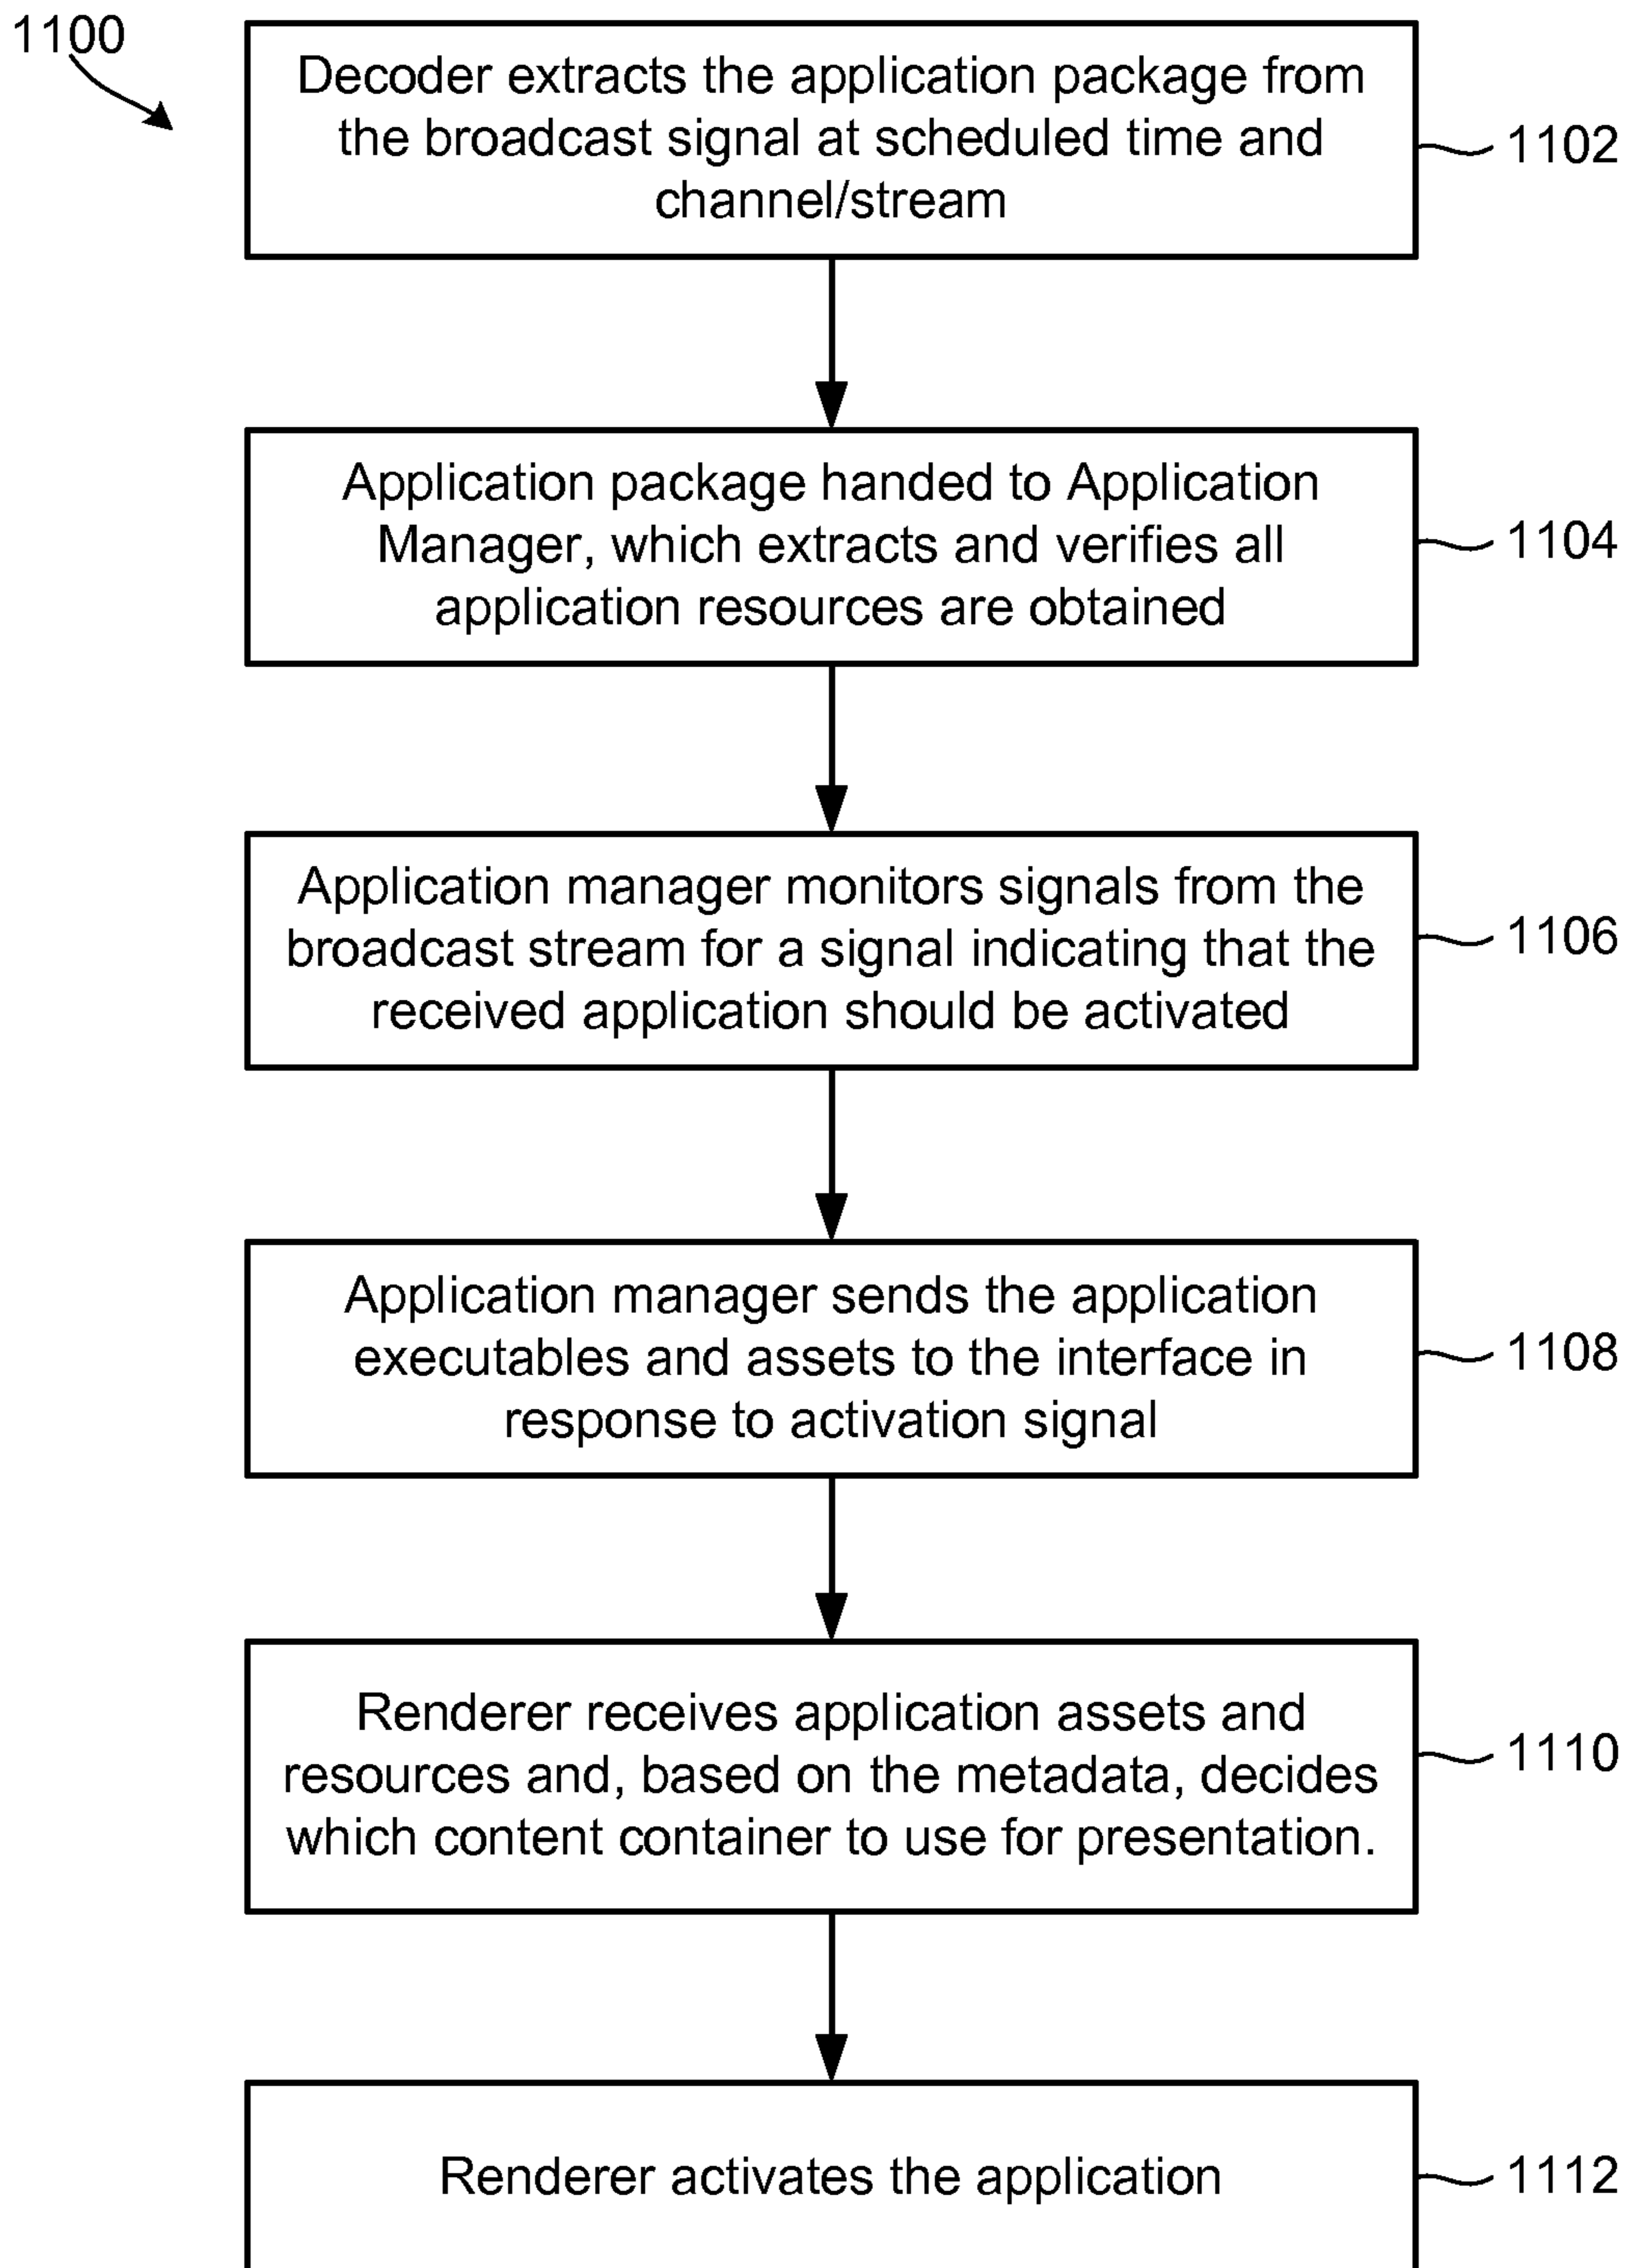 1100
Decoder extracts the application package from
the broadcast signal at scheduled time and
channel/stream
1102
Application package handed to Application
Manager, which extracts and verifies all
application resources are obtained
1104
Application manager monitors signals from the
broadcast stream for a signal indicating that the
received application should be activated
1106
Application manager sends the application
executables and assets to the interface in
response to activation signal
1108
Renderer receives application assets and
resources and, based on the metadata, decides
which content container to use for presentation.
1110
Renderer activates the application
1112